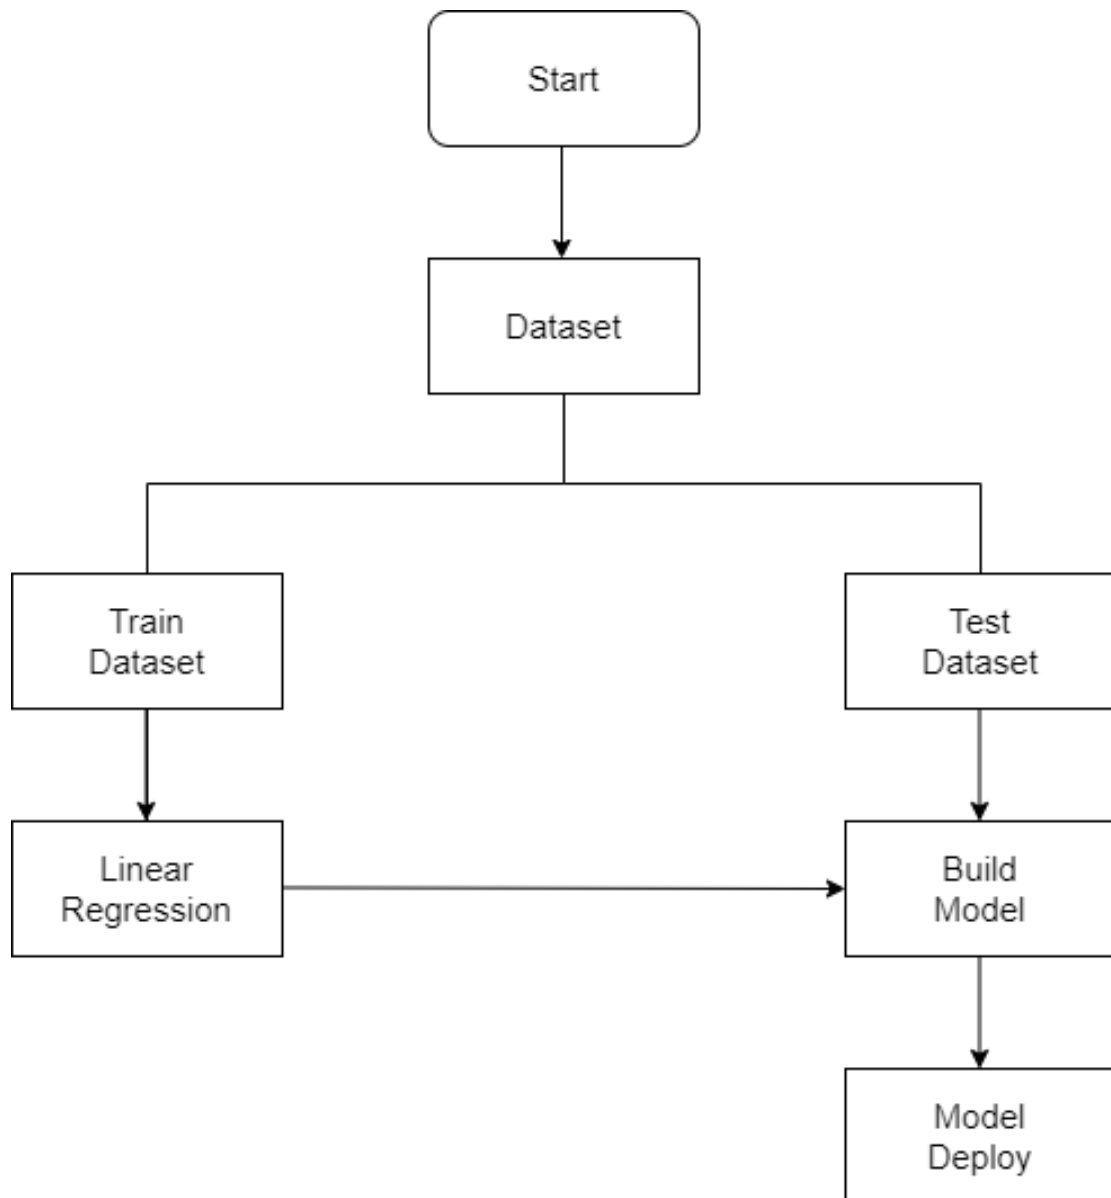 Start
Dataset
Train
Dataset
Test
Dataset
Linear
Regression
Build
Model
Model
Deploy